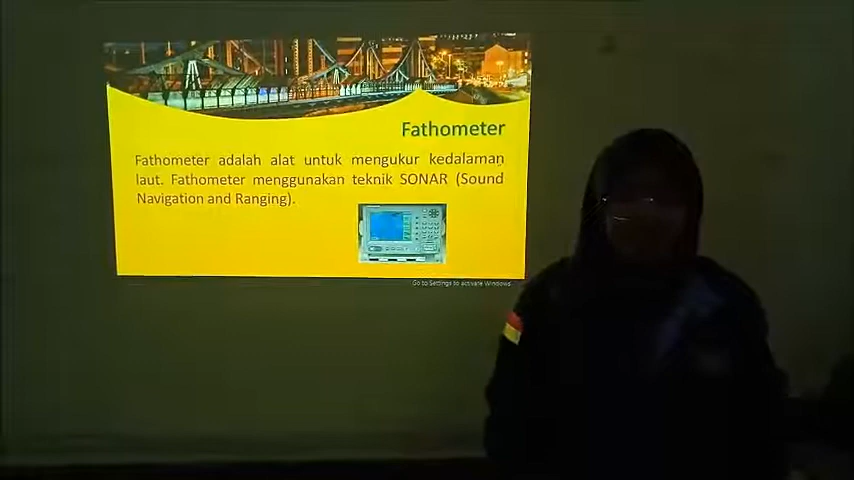 Fathometer
Fathometer adalah alat untuk mengukur kedalaman
laut. Fathometer menggunakan teknik SONAR (Sound
Navigation and Ranging).
Go to Settings to activate Windows.